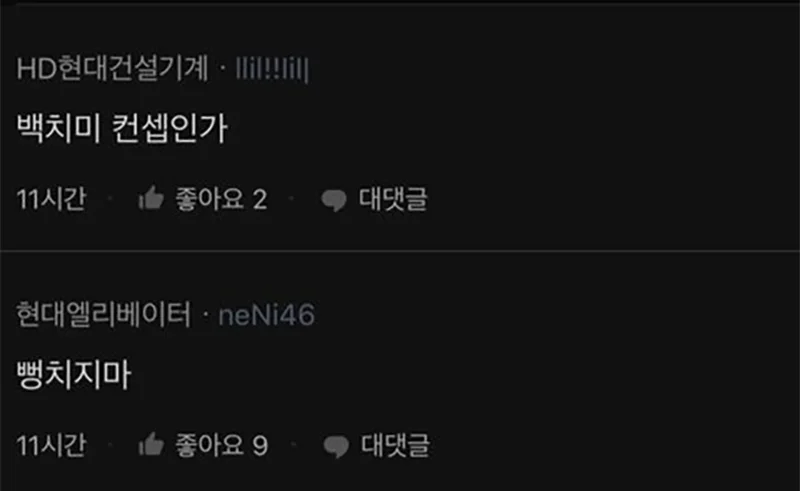 HD현대건설기계 · llil!!lil|
백치미 컨셉인가
11시간 · 좋아요 2 · 대댓글
현대엘리베이터 · neNi46
뻥치지마
11시간 · 좋아요 9 · 대댓글